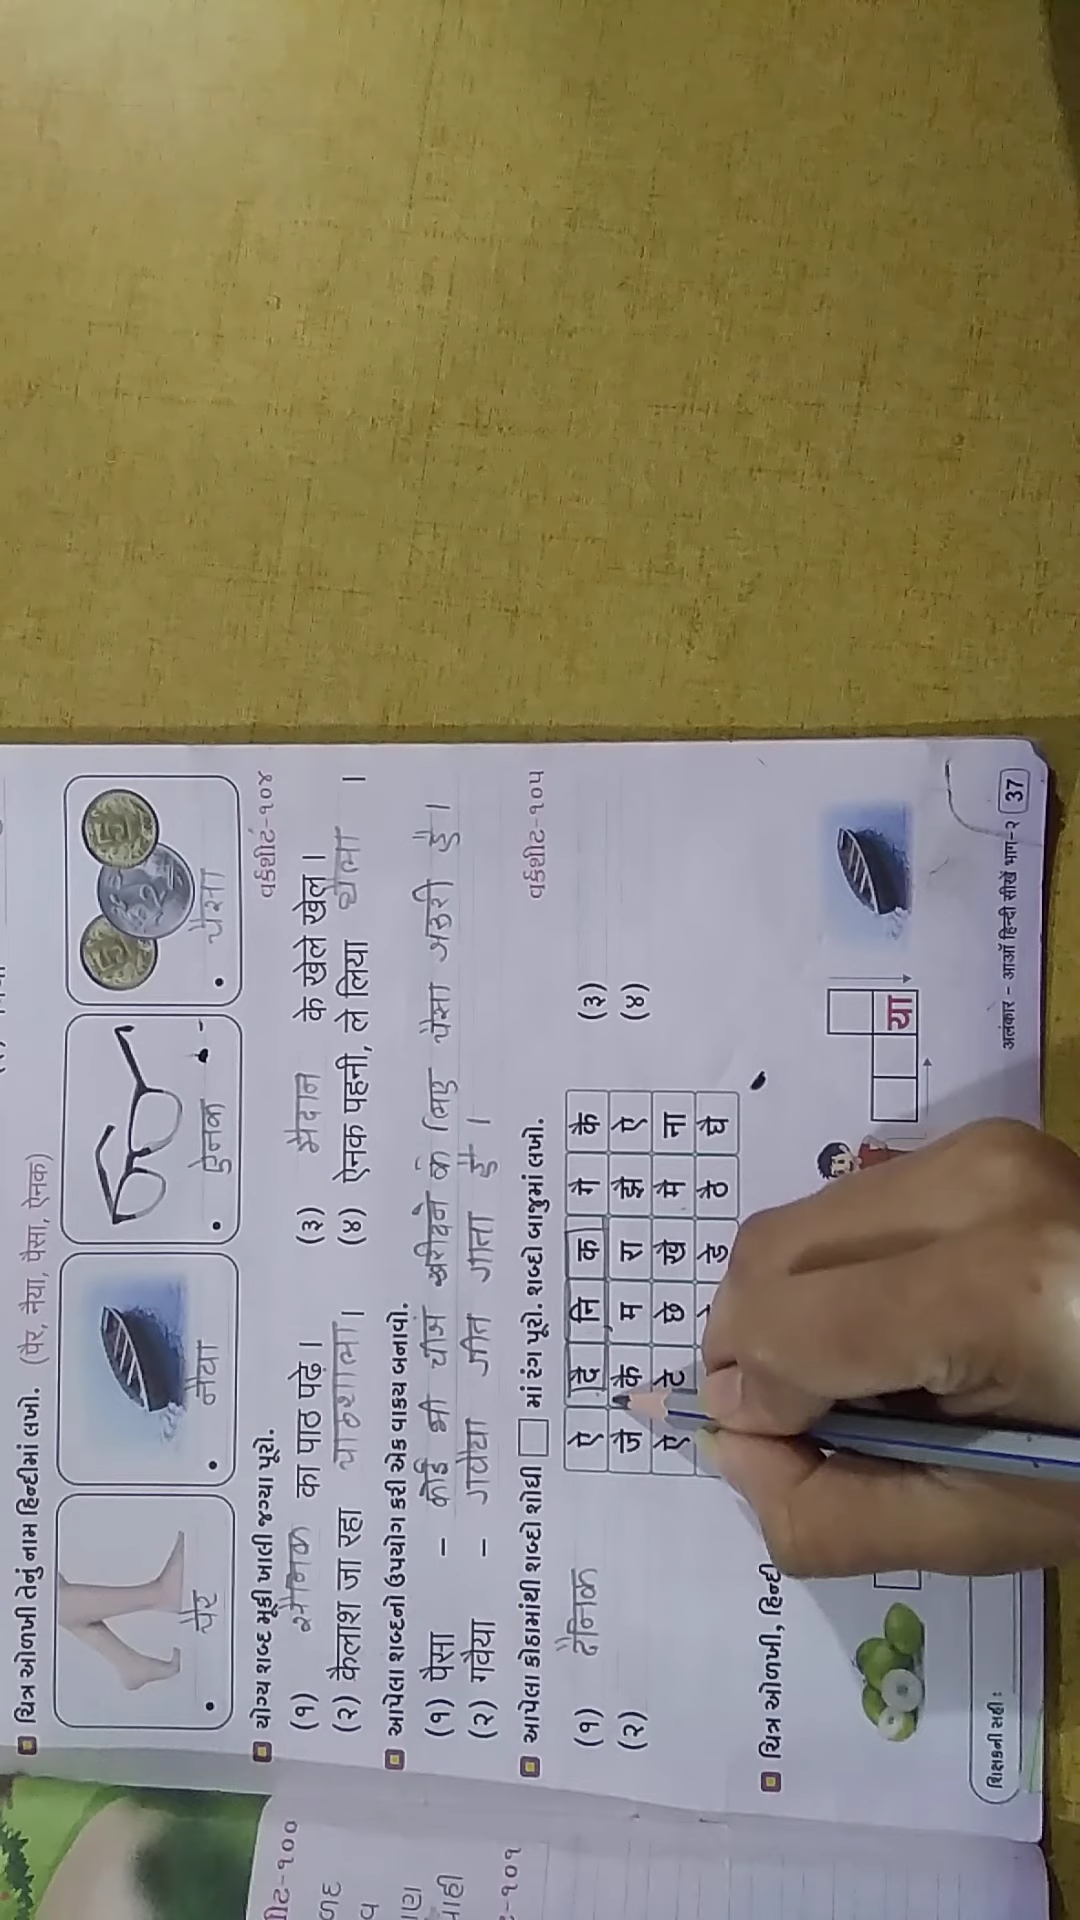 ચિત્ર ઓળખી તેનું નામ હિન્દીમાં લખો. (पैर, नैया, पैसा, ऐनक)
पैर
नैया
ऐनक
पैसा
યોગ્ય શબ્દ મૂકી ખાલી જગ્યા પૂરો.
વર્કશીટ-૧૦૪
(१) सैनिक का पाठ पढ़े ।
(३) मैदान के खेले खेल ।
(२) कैलाश जा रहा पाठशाला ।
(४) ऐनक पहनी, ले लिया थैला ।
આપેલા શબ્દનો ઉપયોગ કરી એક વાક્ય બનાવો.
(१) पैसा - कोई भी चीज खरीदने के लिए पैसा जरुरी है ।
(२) गवैया - गवैया गीत गाता है ।
વર્કશીટ-૧૦૫
આપેલા કોઠામાંથી શબ્દો શોધી માં રંગ પૂરો. શબ્દો બાજુમાં લખો.
(१) दैनिक
(२)
(३)
(४)
ऐ दै नि क गै कै
जै कै म रा झै ऐ
ऐ टै छै खै मै ना
डै ठै घै
ચિત્ર ઓળખી, હિન્દી
या
શિક્ષકની સહી :
अलंकार - आओं हिन्दी सीखें भाग-२ 37
શીટ-૧૦૦
ટ-૧૦૧